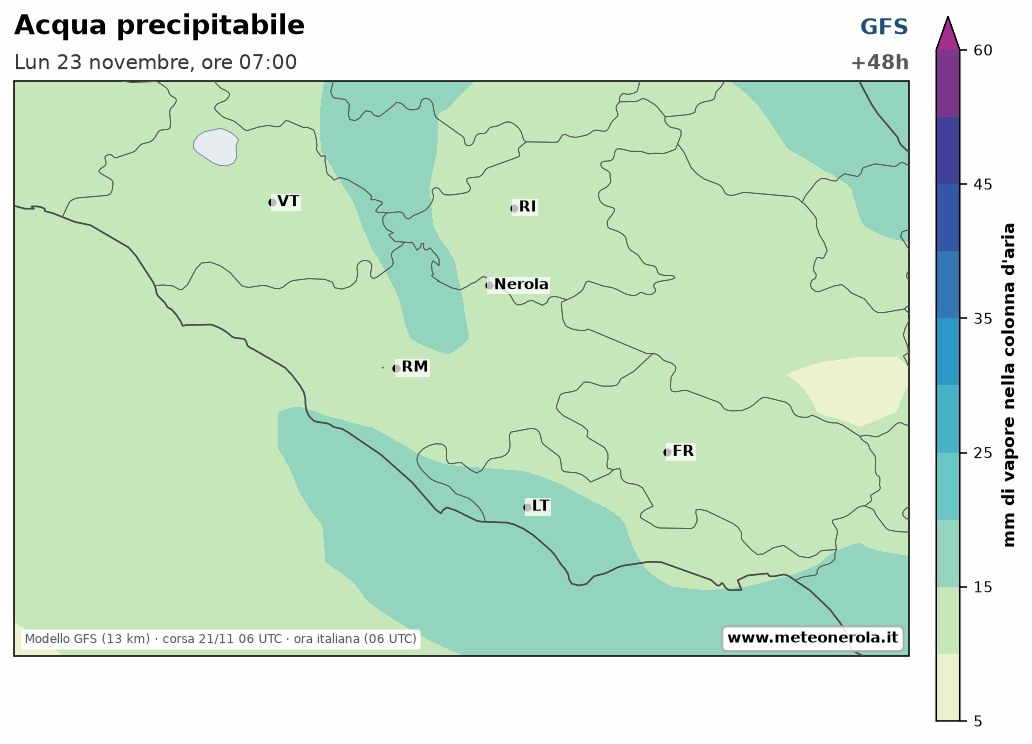 Acqua precipitabile
GFS
Lun 23 novembre, ore 07:00
+48h
VT
RI
Nerola
RM
FR
LT
Modello GFS (13 km) · corsa 21/11 06 UTC · ora italiana (06 UTC)
www.meteonerola.it
60
45
35
25
15
5
mm di vapore nella colonna d'aria